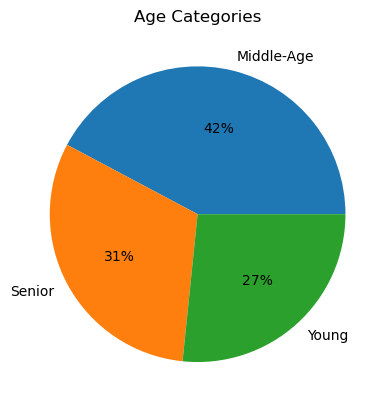 Age Categories
Middle-Age
42%
31%
27%
Senior
Young